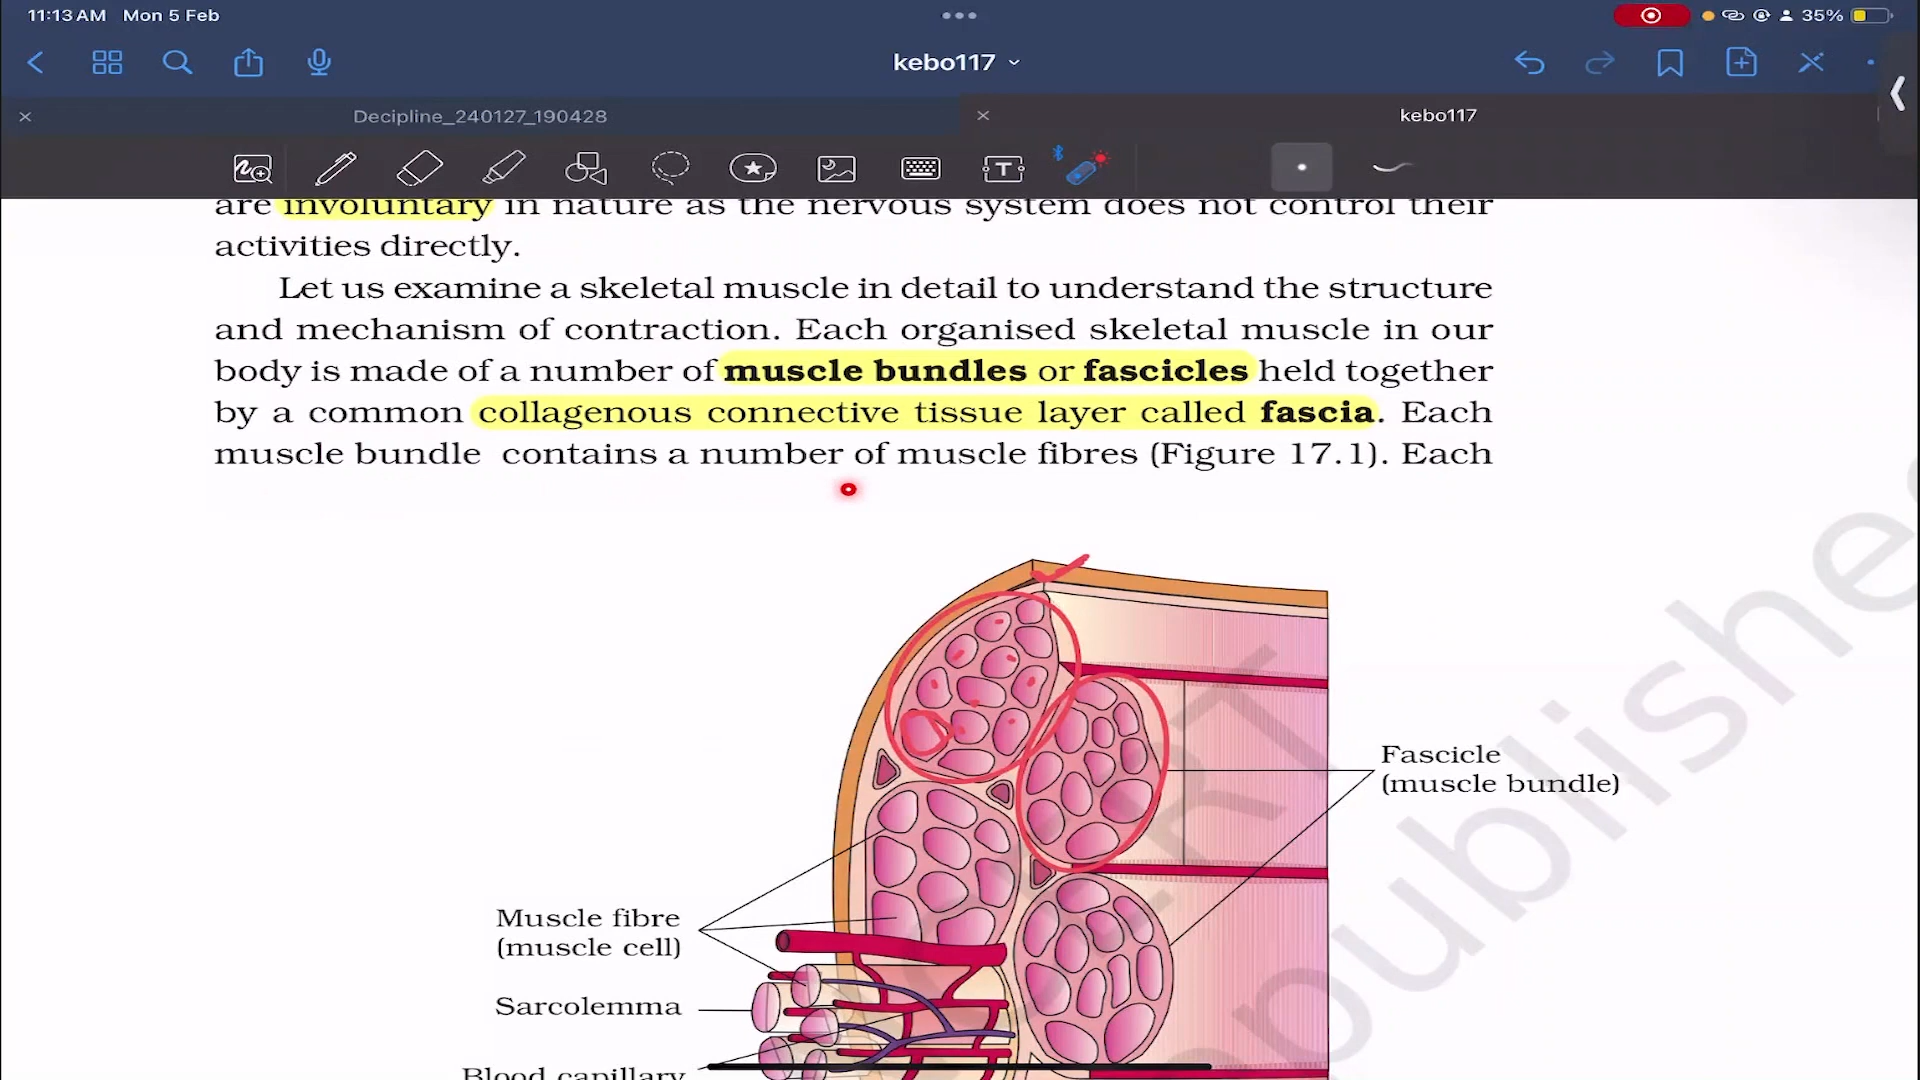 11:13 AM Mon 5 Feb
35%
kebo117
Decipline_240127_190428
kebo117
are involuntary in nature as the nervous system does not control their
activities directly.
Let us examine a skeletal muscle in detail to understand the structure
and mechanism of contraction. Each organised skeletal muscle in our
body is made of a number of muscle bundles or fascicles held together
by a common collagenous connective tissue layer called fascia. Each
muscle bundle contains a number of muscle fibres (Figure 17.1). Each
Fascicle
(muscle bundle)
Muscle fibre
(muscle cell)
Sarcolemma
Blood capillary